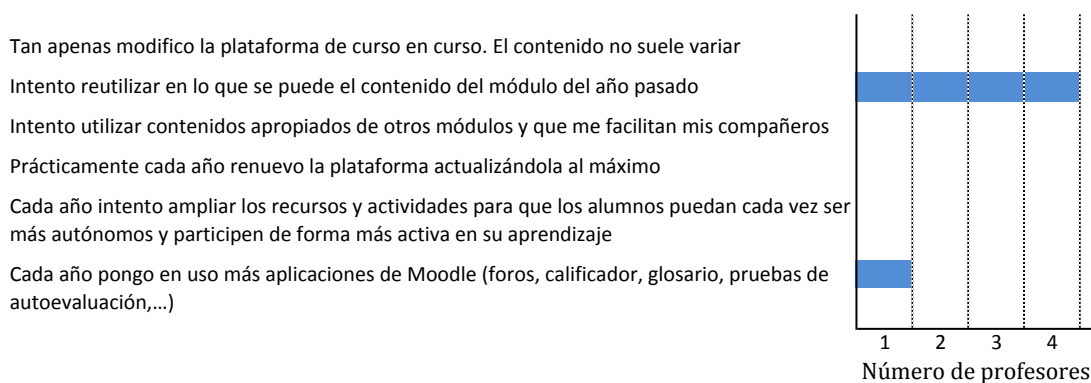 Tan apenas modifico la plataforma de curso en curso. El contenido no suele variar
Intento reutilizar en lo que se puede el contenido del módulo del año pasado
Intento utilizar contenidos apropiados de otros módulos y que me facilitan mis compañeros
Prácticamente cada año renuevo la plataforma actualizándola al máximo
Cada año intento ampliar los recursos y actividades para que los alumnos puedan cada vez ser
más autónomos y participen de forma más activa en su aprendizaje
Cada año pongo en uso más aplicaciones de Moodle (foros, calificador, glosario, pruebas de
autoevaluación,…)
1 2 3 4
Número de profesores